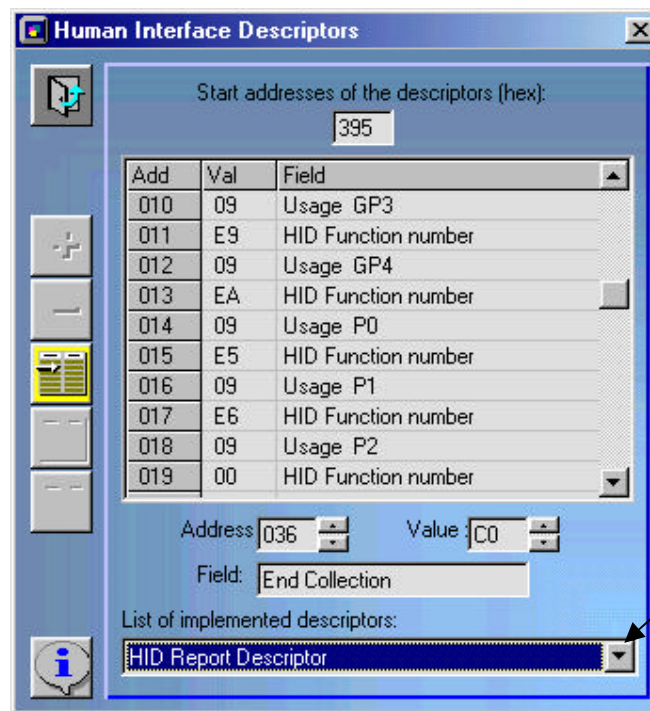 Human Interface Descriptors
Start addresses of the descriptors (hex):
395
Add Val Field
010 09 Usage GP3
011 E9 HID Function number
012 09 Usage GP4
013 EA HID Function number
014 09 Usage P0
015 E5 HID Function number
016 09 Usage P1
017 E6 HID Function number
018 09 Usage P2
019 00 HID Function number
Address 036 Value : C0
Field: End Collection
List of implemented descriptors:
HID Report Descriptor